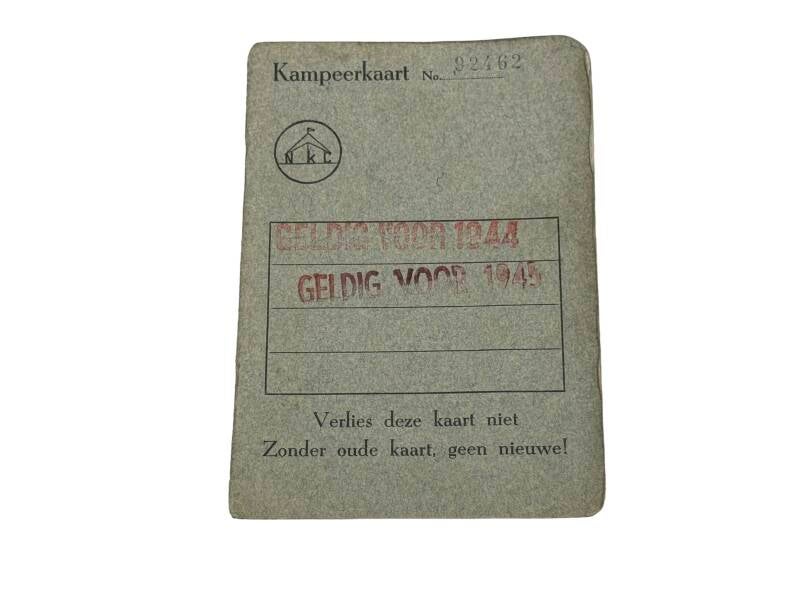 Kampeerkaart No. 92462
NKC
GELDIG VOOR 1944
GELDIG VOOR 1945
Verlies deze kaart niet
Zonder oude kaart, geen nieuwe!